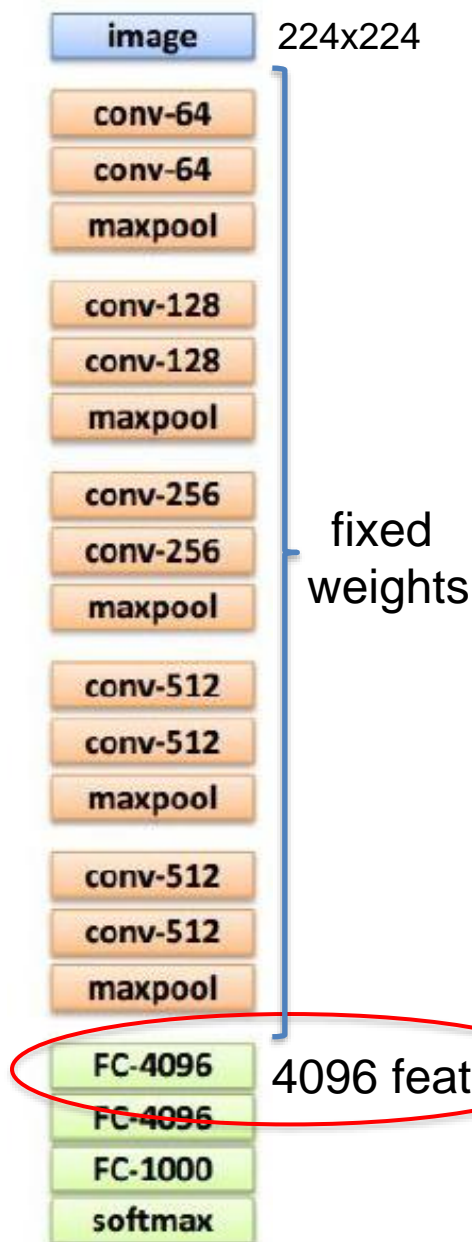 image 224x224
conv-64
conv-64
maxpool
conv-128
conv-128
maxpool
conv-256
conv-256
maxpool
fixed
weights
conv-512
conv-512
maxpool
conv-512
conv-512
maxpool
FC-4096 4096 feat
FC-4096
FC-1000
softmax